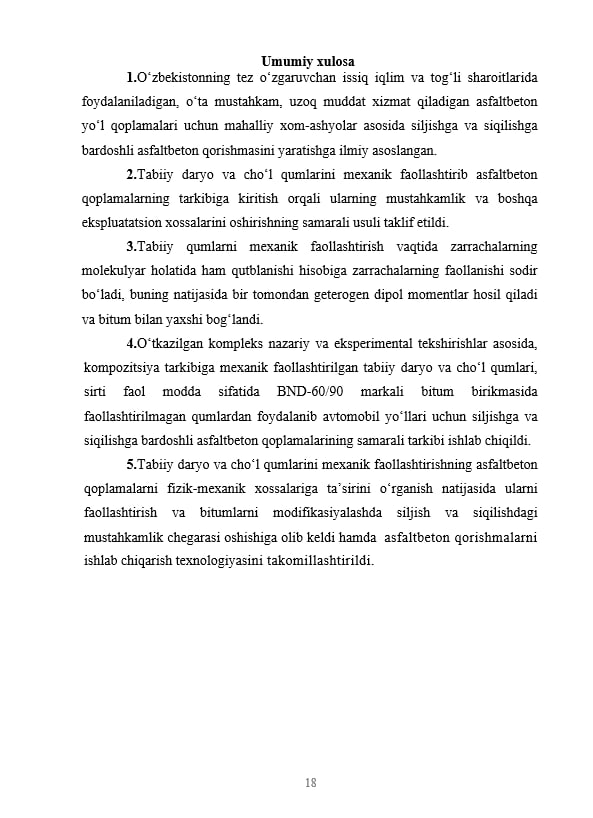 Umumiy xulosa
1.O‘zbekistonning tez o‘zgaruvchan issiq iqlim va tog‘li sharoitlarida
foydalaniladigan, o‘ta mustahkam, uzoq muddat xizmat qiladigan asfaltbeton
yo‘l qoplamalari uchun mahalliy xom-ashyolar asosida siljishga va siqilishga
bardoshli asfaltbeton qorishmasini yaratishga ilmiy asoslangan.
2.Tabiiy daryo va cho‘l qumlarini mexanik faollashtirib asfaltbeton
qoplamalarning tarkibiga kiritish orqali ularning mustahkamlik va boshqa
ekspluatatsion xossalarini oshirishning samarali usuli taklif etildi.
3.Tabiiy qumlarni mexanik faollashtirish vaqtida zarrachalarning
molekulyar holatida ham qutblanishi hisobiga zarrachalarning faollanishi sodir
bo‘ladi, buning natijasida bir tomondan geterogen dipol momentlar hosil qiladi
va bitum bilan yaxshi bog‘landi.
4.O‘tkazilgan kompleks nazariy va eksperimental tekshirishlar asosida,
kompozitsiya tarkibiga mexanik faollashtirilgan tabiiy daryo va cho‘l qumlari,
sirti faol modda sifatida BND-60/90 markali bitum birikmasida
faollashtirilmagan qumlardan foydalanib avtomobil yo‘llari uchun siljishga va
siqilishga bardoshli asfaltbeton qoplamalarining samarali tarkibi ishlab chiqildi.
5.Tabiiy daryo va cho‘l qumlarini mexanik faollashtirishning asfaltbeton
qoplamalarni fizik-mexanik xossalariga ta’sirini o‘rganish natijasida ularni
faollashtirish va bitumlarni modifikasiyalashda siljish va siqilishdagi
mustahkamlik chegarasi oshishiga olib keldi hamda asfaltbeton qorishmalarni
ishlab chiqarish texnologiyasini takomillashtirildi.
18